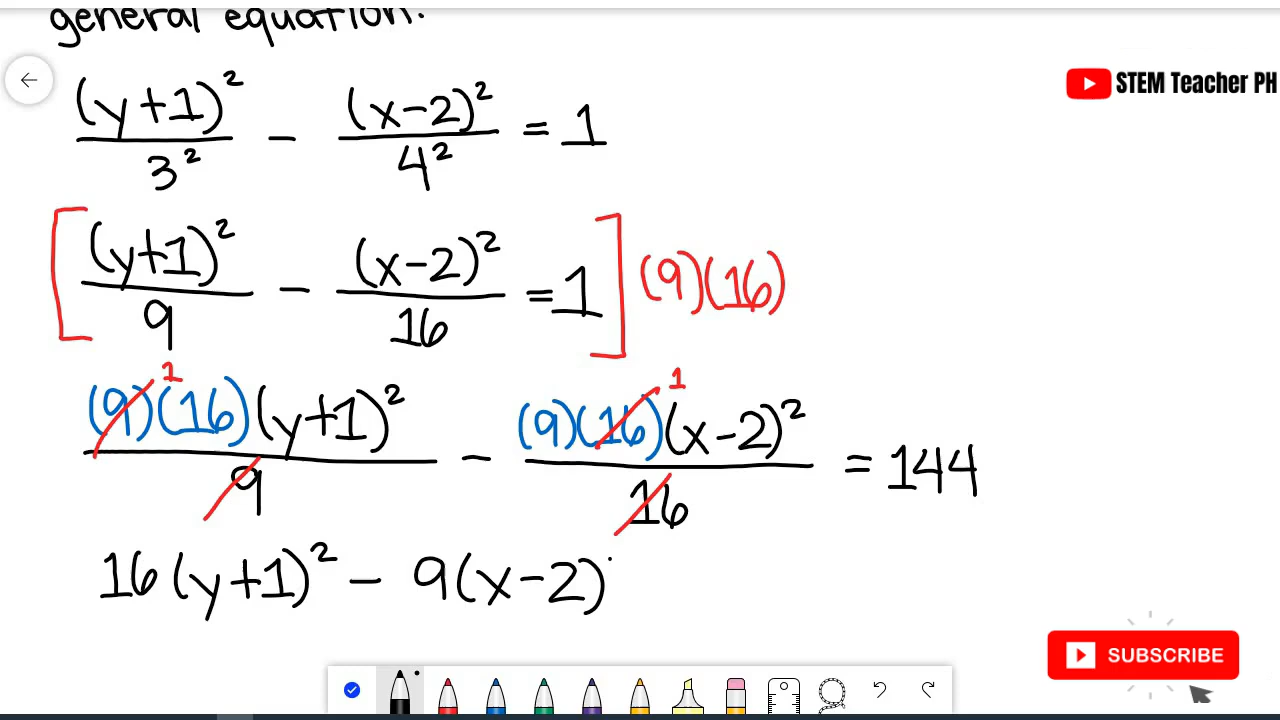 general equation.
STEM Teacher PH
(y+1)²/3² − (x−2)²/4² = 1
[(y+1)²/9 − (x−2)²/16 = 1] (9)(16)
1 1
(9)(16)(y+1)²/9 − (9)(16)(x−2)²/16 = 144
16(y+1)² − 9(x−2)
SUBSCRIBE